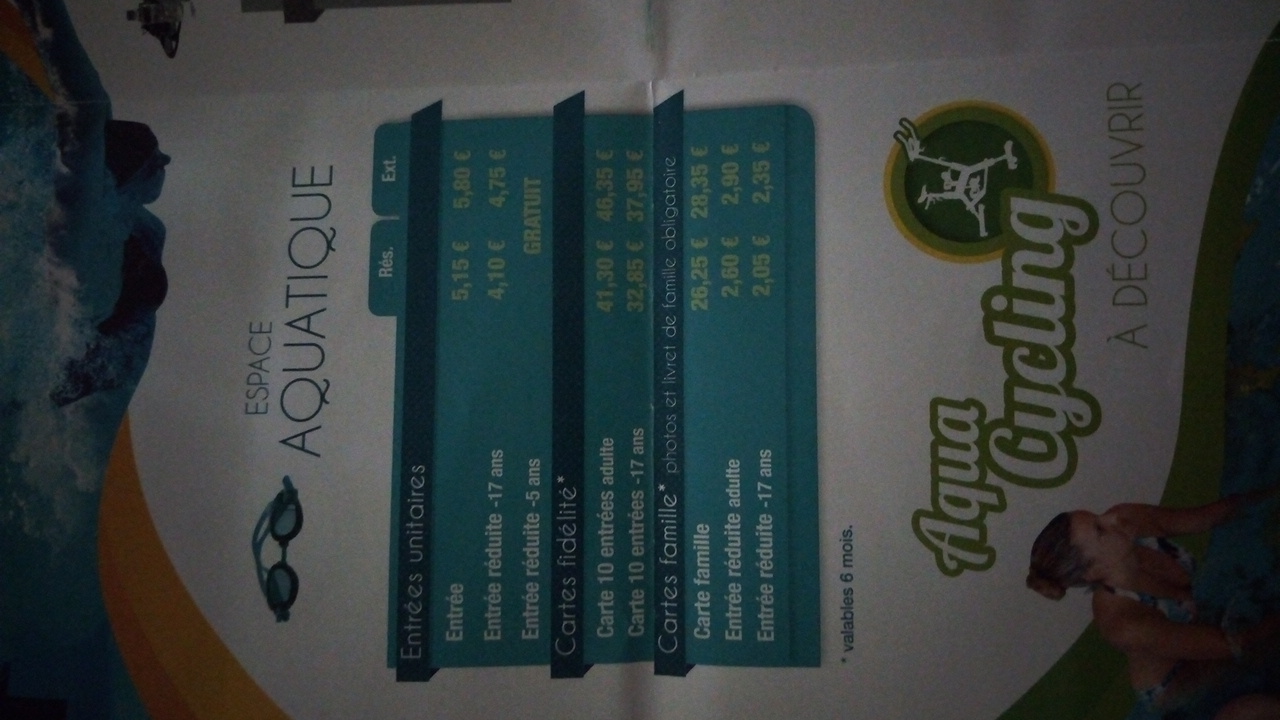 ESPACE
AQUATIQUE
Rés. Ext.
Entrées unitaires
Entrée 5,15 € 5,80 €
Entrée réduite -17 ans 4,10 € 4,75 €
Entrée réduite -5 ans GRATUIT
Cartes fidélité*
Carte 10 entrées adulte 41,30 € 46,35 €
Carte 10 entrées -17 ans 32,85 € 37,95 €
Cartes famille* photos et livret de famille obligatoire
Carte famille 26,25 € 28,35 €
Entrée réduite adulte 2,60 € 2,90 €
Entrée réduite -17 ans 2,05 € 2,35 €
* valables 6 mois.
Aqua
Cycling
À DÉCOUVRIR